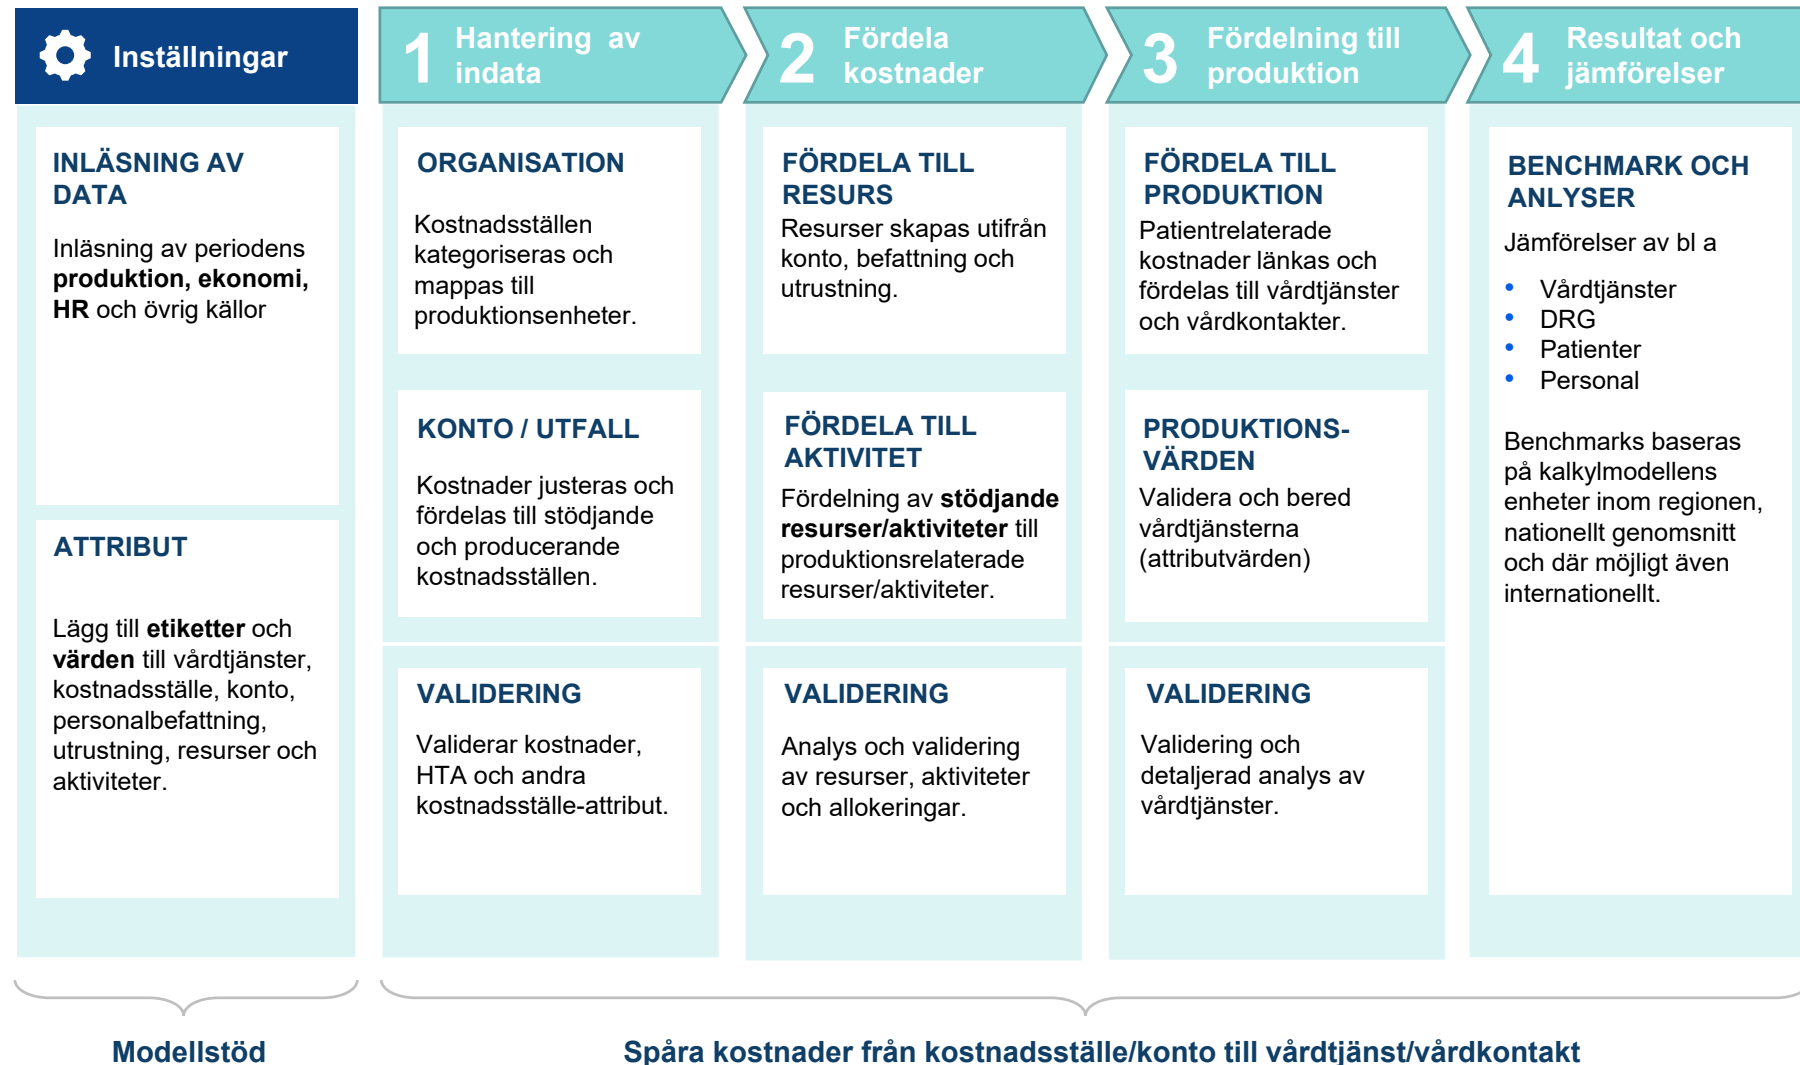 Inställningar
INLÄSNING AV
DATA
Inläsning av periodens
produktion, ekonomi,
HR och övrig källor
ATTRIBUT
Lägg till etiketter och
värden till vårdtjänster,
kostnadsställe, konto,
personalbefattning,
utrustning, resurser och
aktiviteter.
Modellstöd
1 Hantering av
indata
ORGANISATION
Kostnadsställen
kategoriseras och
mappas till
produktionsenheter.
KONTO / UTFALL
Kostnader justeras och
fördelas till stödjande
och producerande
kostnadsställen.
VALIDERING
Validerar kostnader,
HTA och andra
kostnadsställe-attribut.
2 Fördela
kostnader
FÖRDELA TILL
RESURS
Resurser skapas utifrån
konto, befattning och
utrustning.
FÖRDELA TILL
AKTIVITET
Fördelning av stödjande
resurser/aktiviteter till
produktionsrelaterade
resurser/aktiviteter.
VALIDERING
Analys och validering
av resurser, aktiviteter
och allokeringar.
3 Fördelning till
produktion
FÖRDELA TILL
PRODUKTION
Patientrelaterade
kostnader länkas och
fördelas till vårdtjänster
och vårdkontakter.
PRODUKTIONS-
VÄRDEN
Validera och bered
vårdtjänsterna
(attributvärden)
VALIDERING
Validering och
detaljerad analys av
vårdtjänster.
4 Resultat och
jämförelser
BENCHMARK OCH
ANLYSER
Jämförelser av bl a
• Vårdtjänster
• DRG
• Patienter
• Personal
Benchmarks baseras
på kalkylmodellens
enheter inom regionen,
nationellt genomsnitt
och där möjligt även
internationellt.
Spåra kostnader från kostnadsställe/konto till vårdtjänst/vårdkontakt